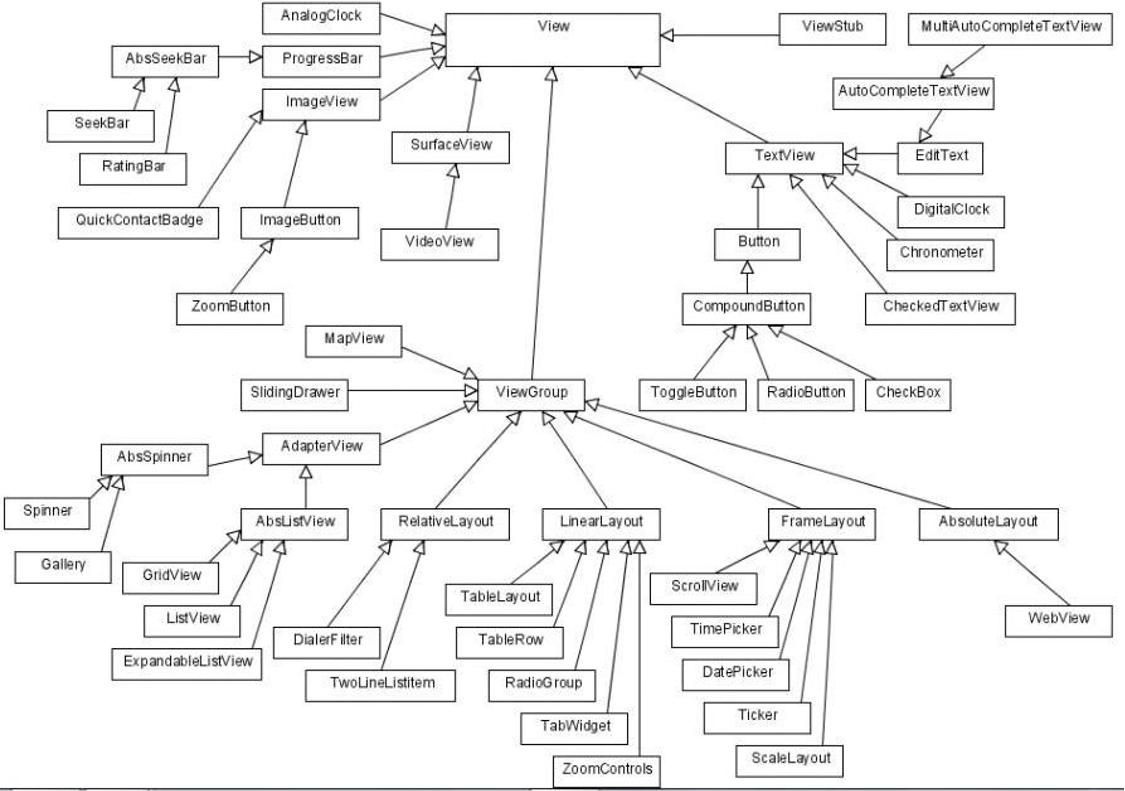 AnalogClock
View
ViewStub
MultiAutoCompleteTextView
AbsSeekBar
ProgressBar
AutoCompleteTextView
ImageView
SeekBar
SurfaceView
TextView
EditText
RatingBar
QuickContactBadge
ImageButton
DigitalClock
VideoView
Button
Chronometer
ZoomButton
CompoundButton
CheckedTextView
MapView
SlidingDrawer
ViewGroup
ToggleButton
RadioButton
CheckBox
AbsSpinner
AdapterView
Spinner
AbsListView
RelativeLayout
LinearLayout
FrameLayout
AbsoluteLayout
Gallery
GridView
ScrollView
TableLayout
ListView
WebView
DialerFilter
TableRow
TimePicker
ExpandableListView
TwoLineListitem
RadioGroup
DatePicker
TabWidget
Ticker
ZoomControls
ScaleLayout